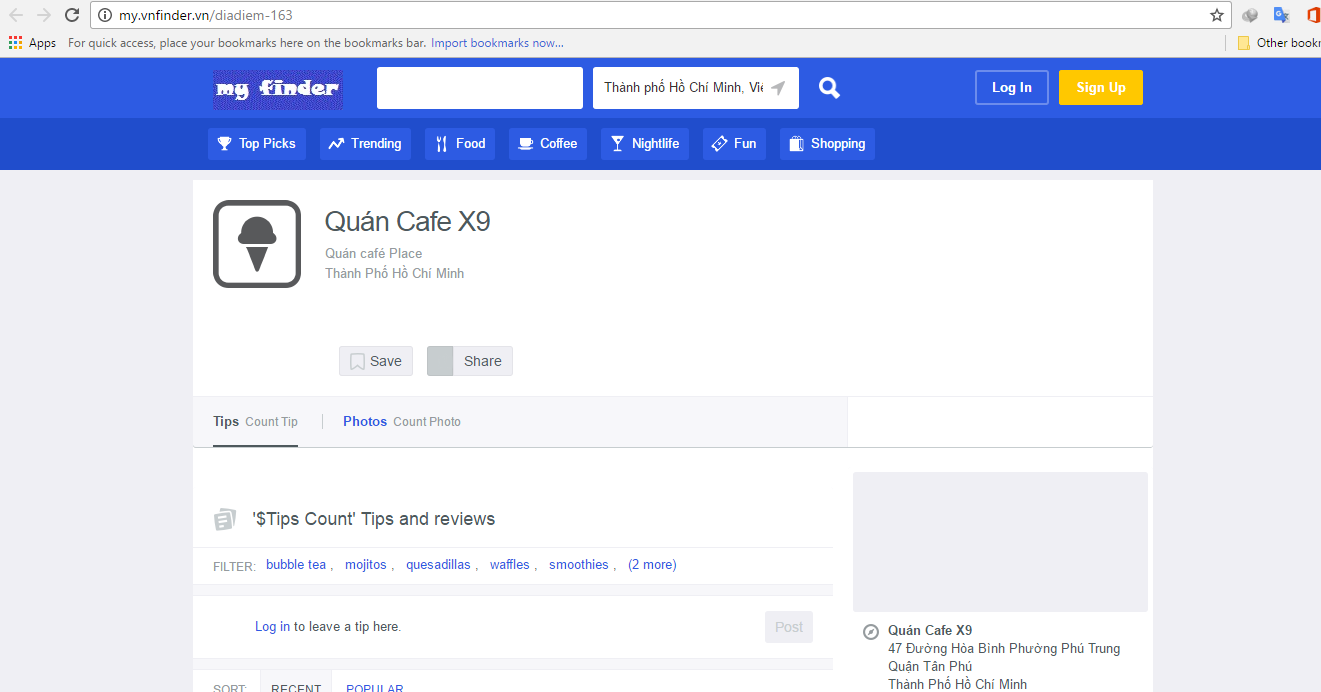 my.vnfinder.vn/diadiem-163
Apps For quick access, place your bookmarks here on the bookmarks bar. Import bookmarks now... Other
my finder Thành phố Hồ Chí Minh, Log In Sign Up
Top Picks Trending Food Coffee Nightlife Fun Shopping
Quán Cafe X9
Quán café Place
Thành Phố Hồ Chí Minh
Save Share
Tips Count Tip Photos Count Photo
'$Tips Count' Tips and reviews
FILTER: bubble tea , mojitos , quesadillas , waffles , smoothies , (2 more)
Log in to leave a tip here. Post
Quán Cafe X9
47 Đường Hòa Bình Phường Phú Trung
Quận Tân Phú
Thành Phố Hồ Chí Minh
SORT: RECENT POPULAR